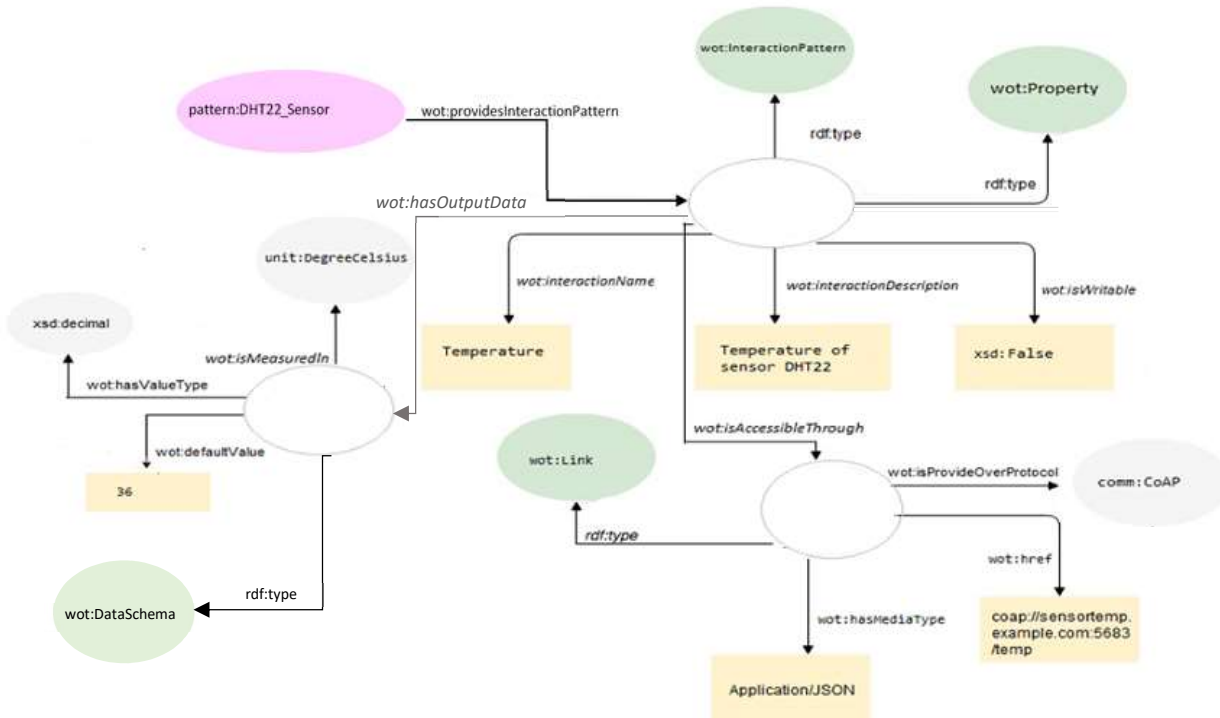 wot:InteractionPattern
wot:Property
pattern:DHT22_Sensor
wot:providesInteractionPattern
rdf:type
rdf:type
wot:hasOutputData
unit:DegreeCelsius
wot:interactionName
wot:interactionDescription
wot:isWritable
xsd:decimal
Temperature
Temperature of
sensor DHT22
xsd:False
wot:isMeasuredIn
wot:hasValueType
wot:isAccessibleThrough
wot:defaultValue
wot:Link
wot:isProvideOverProtocol
comm:CoAP
36
rdf:type
wot:href
rdf:type
wot:DataSchema
wot:hasMediaType
coap://sensortemp.
example.com:5683
/temp
Application/JSON